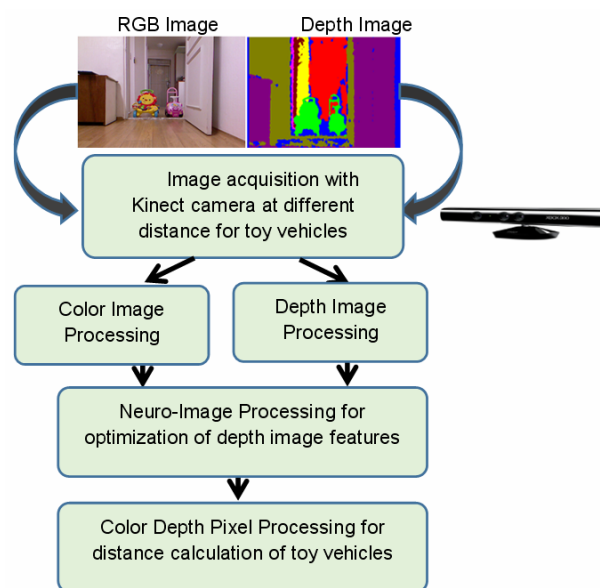 RGB Image
Depth Image
Image acquisition with
Kinect camera at different
distance for toy vehicles
XBOX 360
Color Image
Processing
Depth Image
Processing
Neuro-Image Processing for
optimization of depth image features
Color Depth Pixel Processing for
distance calculation of toy vehicles